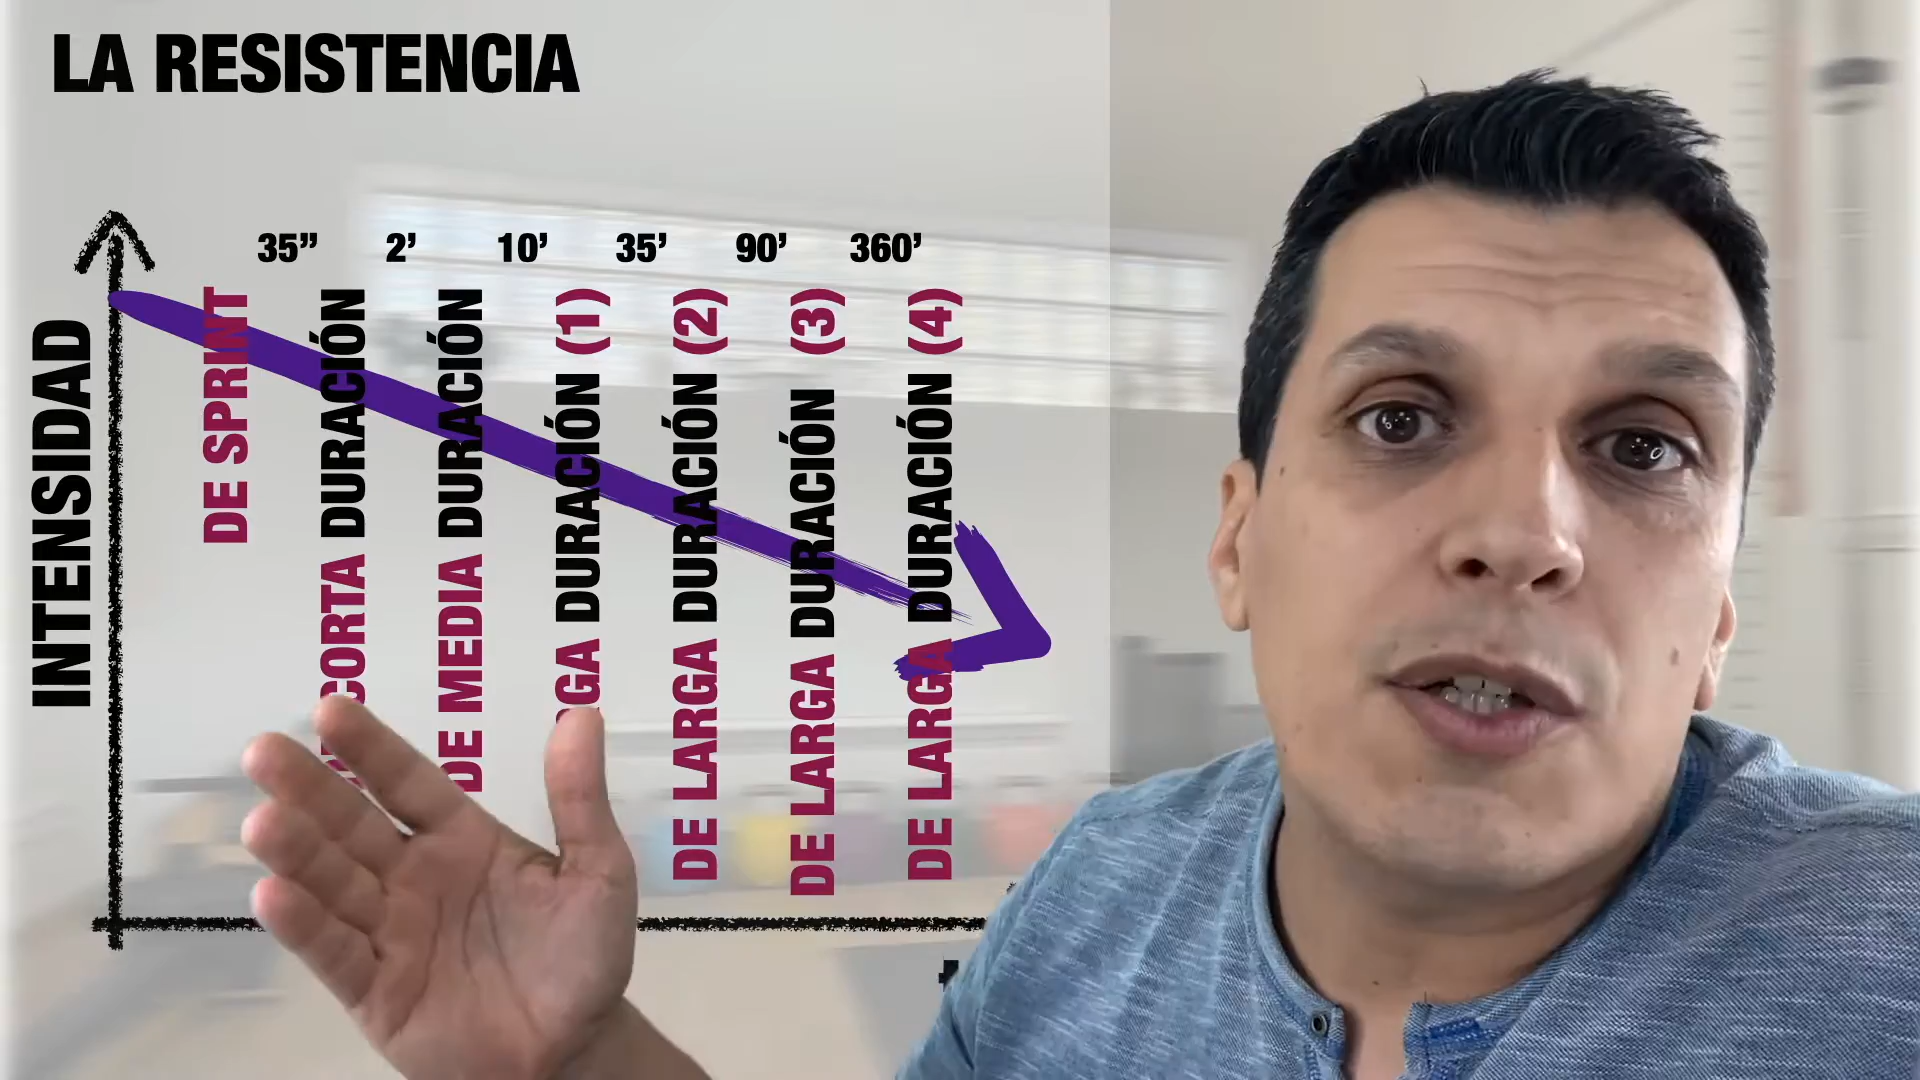 LA RESISTENCIA
35” 2’ 10’ 35’ 90’ 360’
INTENSIDAD
DE SPRINT
CORTA DURACIÓN
DE MEDIA DURACIÓN
DURACIÓN (1)
DE LARGA DURACIÓN (2)
DE LARGA DURACIÓN (3)
DE LARGA DURACIÓN (4)